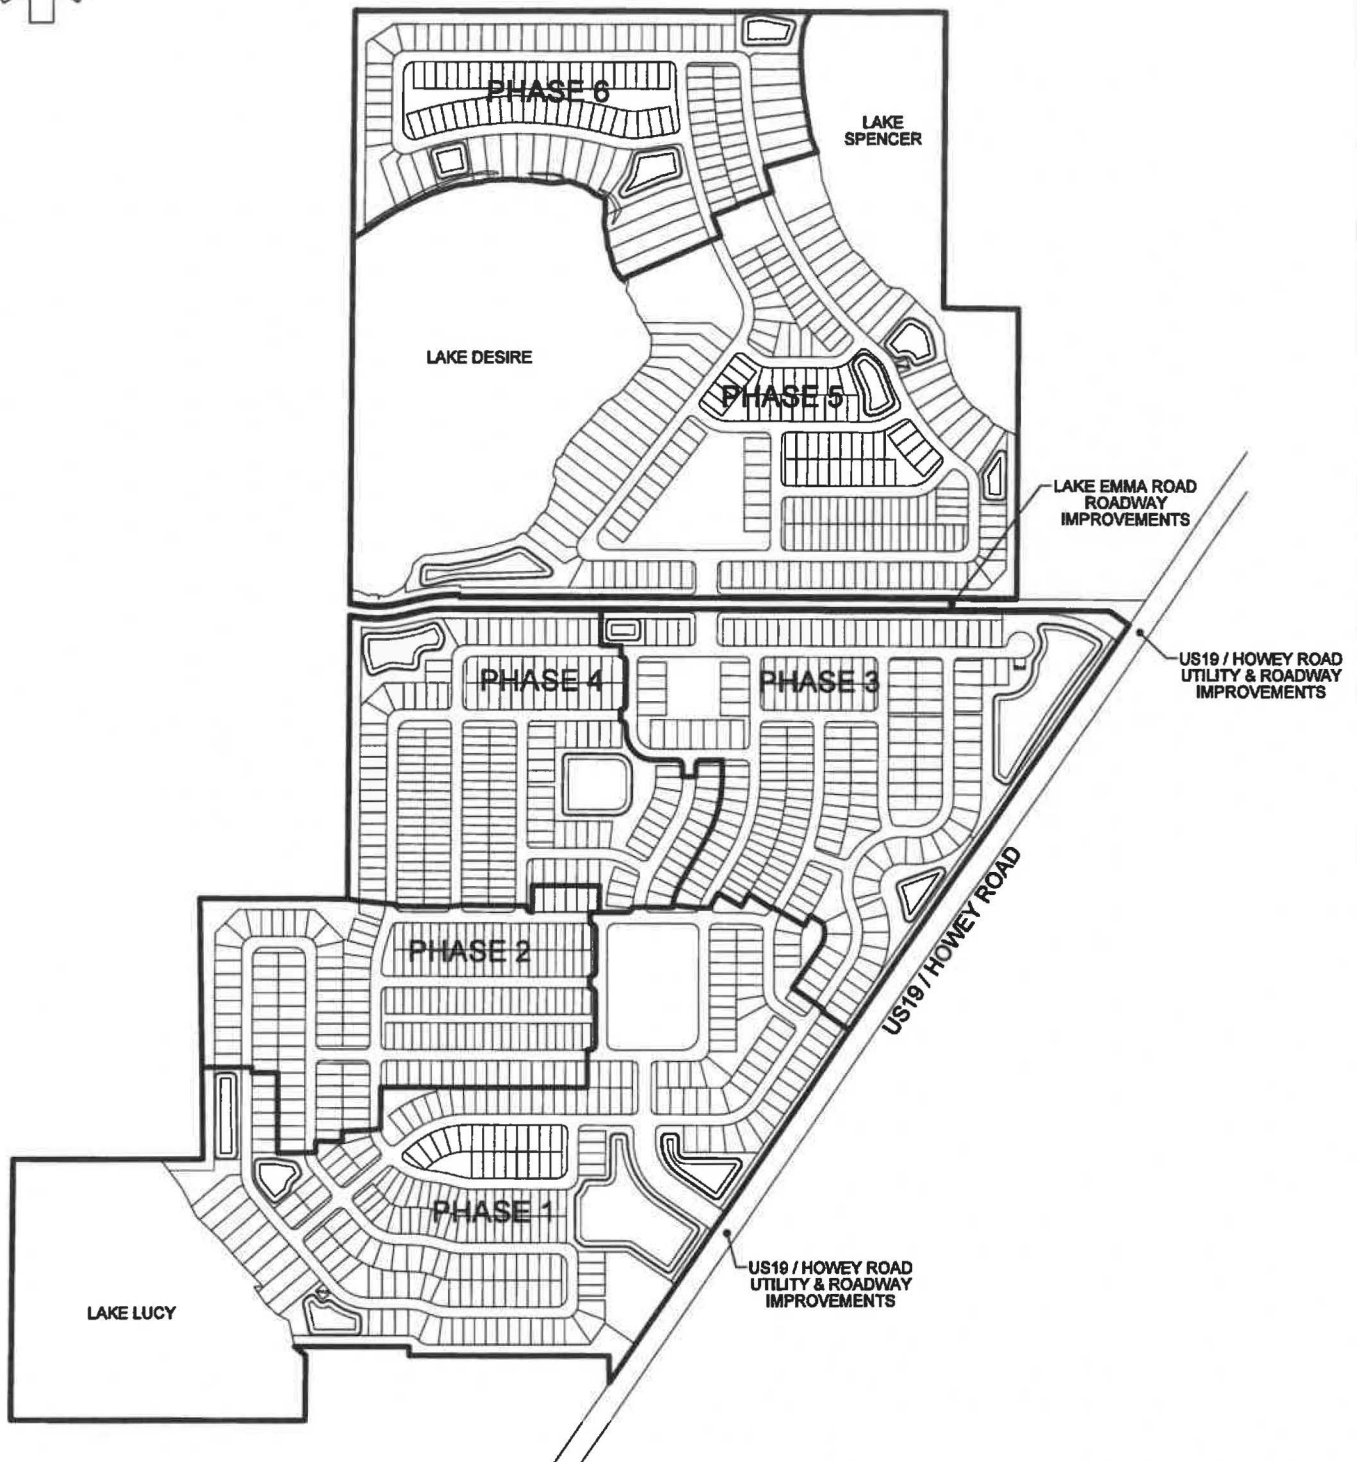 PHASE 6
LAKE
SPENCER
LAKE DESIRE
PHASE 5
LAKE EMMA ROAD
ROADWAY
IMPROVEMENTS
US19 / HOWEY ROAD
UTILITY & ROADWAY
IMPROVEMENTS
PHASE 4
PHASE 3
US19 / HOWEY ROAD
PHASE 2
PHASE 1
US19 / HOWEY ROAD
UTILITY & ROADWAY
IMPROVEMENTS
LAKE LUCY